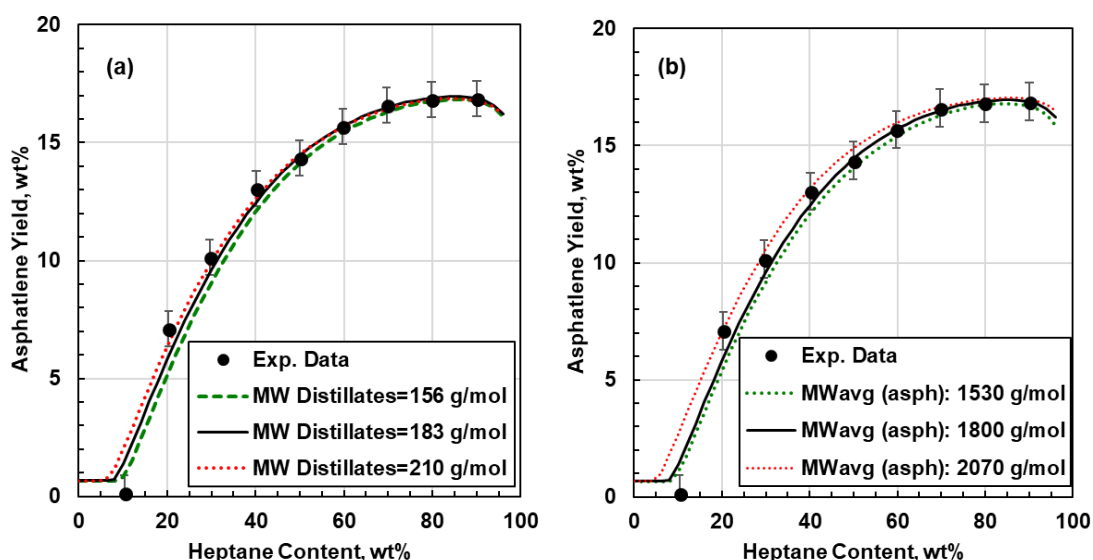 (a)
Asphatlene Yield, wt%
20
15
10
5
0
Exp. Data
MW Distillates=156 g/mol
MW Distillates=183 g/mol
MW Distillates=210 g/mol
0 20 40 60 80 100
Heptane Content, wt%
(b)
Asphatlene Yield, wt%
20
15
10
5
0
Exp. Data
MWavg (asph): 1530 g/mol
MWavg (asph): 1800 g/mol
MWavg (asph): 2070 g/mol
0 20 40 60 80 100
Heptane Content, wt%